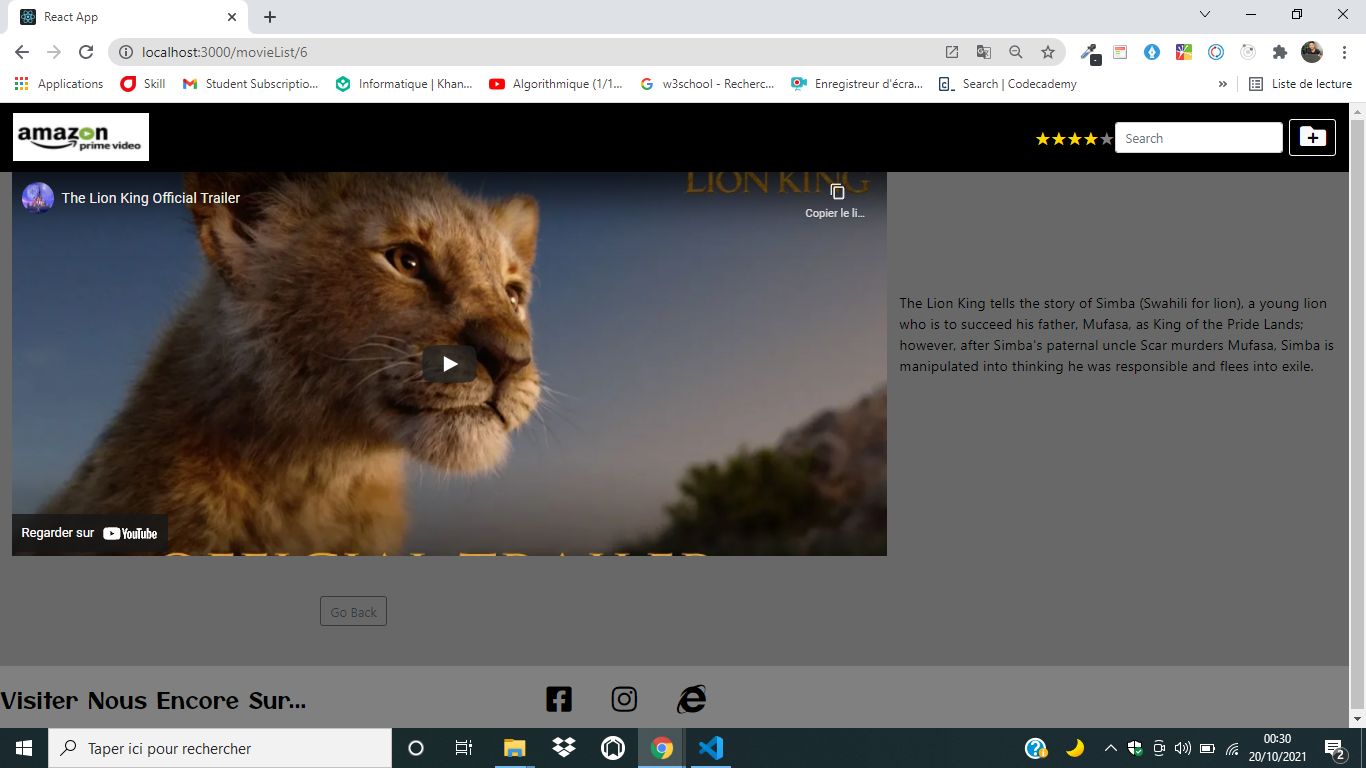 React App
localhost:3000/movieList/6
Applications
Skill
Student Subscriptio...
Informatique | Khan...
Algorithmique (1/1...
w3school - Recherc...
Enregistreur d'écra...
Search | Codecademy
»
Liste de lecture
amazon
prime video
Search
The Lion King Official Trailer
LION KING
Copier le li...
The Lion King tells the story of Simba (Swahili for lion), a young lion
who is to succeed his father, Mufasa, as King of the Pride Lands;
however, after Simba's paternal uncle Scar murders Mufasa, Simba is
manipulated into thinking he was responsible and flees into exile.
Regarder sur YouTube
OFFICIAL TRAILER
Go Back
Visiter Nous Encore Sur...
Taper ici pour rechercher
00:30
20/10/2021
2